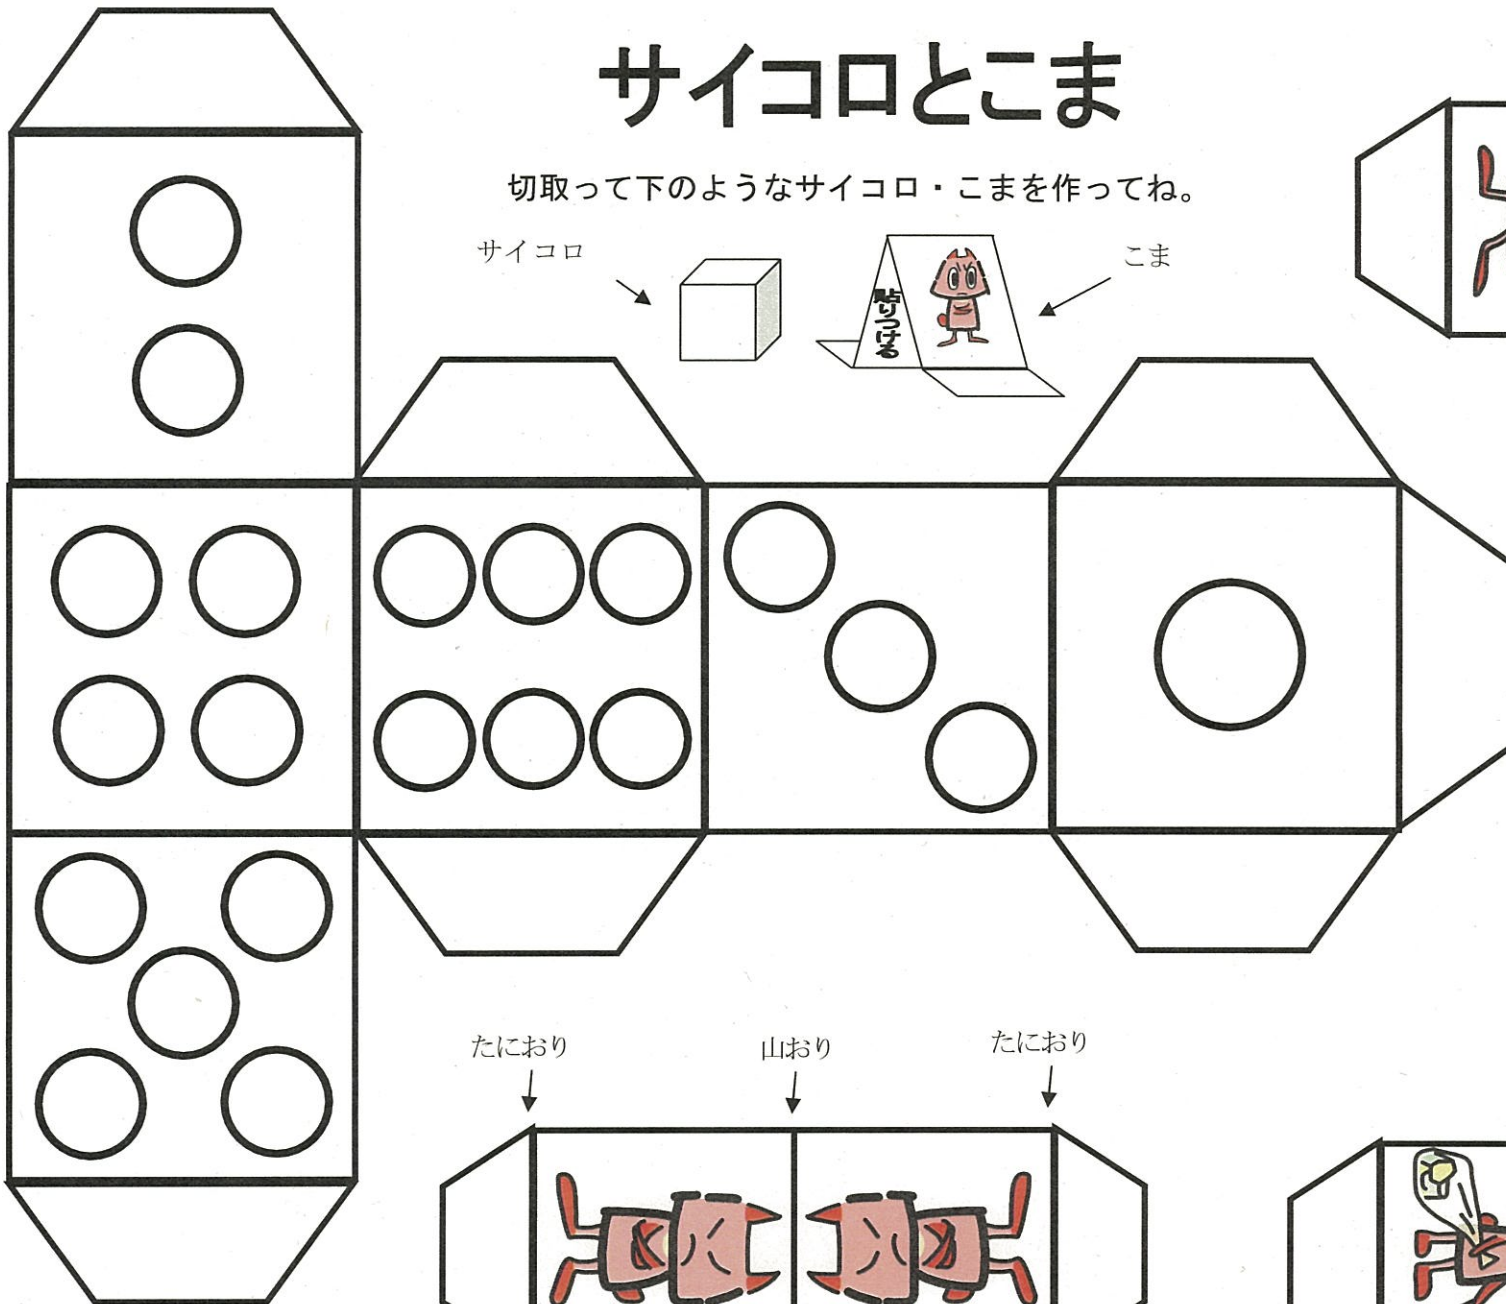 サイコロとこま
切取って下のようなサイコロ・こまを作ってね。
サイコロ
こま
貼りつける
たにおり
山おり
たにおり